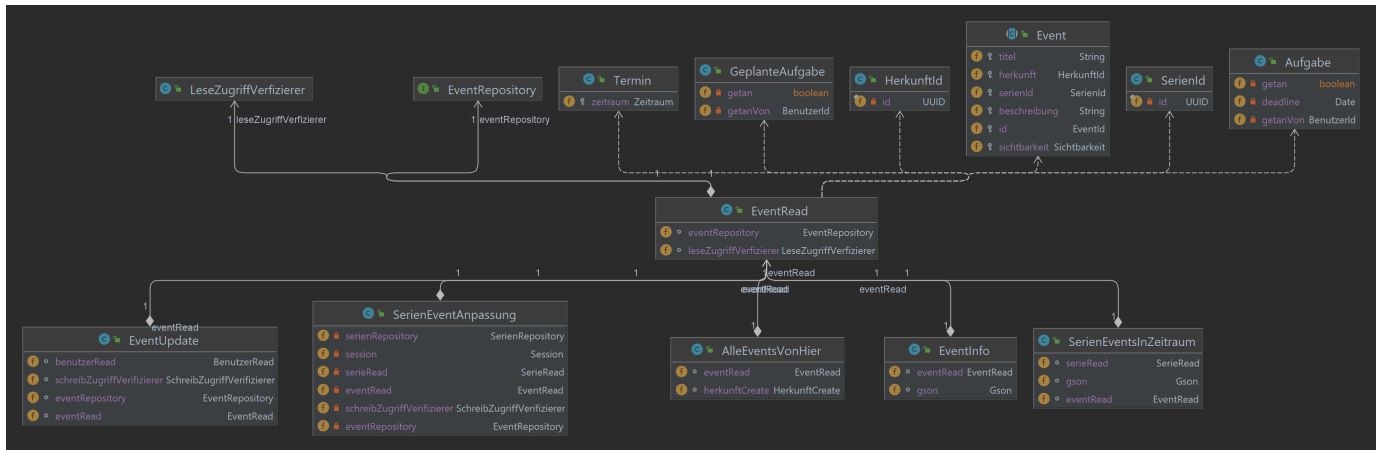 Event
titel String
herkunft HerkunftId
serienId SerienId
beschreibung String
id EventId
sichtbarkeit Sichtbarkeit
LeseZugriffVerfizierer
EventRepository
Termin
zeitraum Zeitraum
GeplanteAufgabe
getan boolean
getanVon BenutzerId
HerkunftId
id UUID
SerienId
id UUID
Aufgabe
getan boolean
deadline Date
getanVon BenutzerId
1 leseZugriffVerfizierer
1 eventRepository
1
1
EventRead
eventRepository EventRepository
leseZugriffVerfizierer LeseZugriffVerfizierer
1
1
1
1
eventRead
1
1
eventRead
eventRead
1
eventRead
1
1
1
1
EventUpdate
benutzerRead BenutzerRead
schreibZugriffVerifizierer SchreibZugriffVerifizierer
eventRepository EventRepository
eventRead EventRead
SerienEventAnpassung
serienRepository SerienRepository
session Session
serieRead SerieRead
eventRead EventRead
schreibZugriffVerifizierer SchreibZugriffVerifizierer
eventRepository EventRepository
AlleEventsVonHier
eventRead EventRead
herkunftCreate HerkunftCreate
EventInfo
eventRead EventRead
gson Gson
SerienEventsInZeitraum
serieRead SerieRead
gson Gson
eventRead EventRead